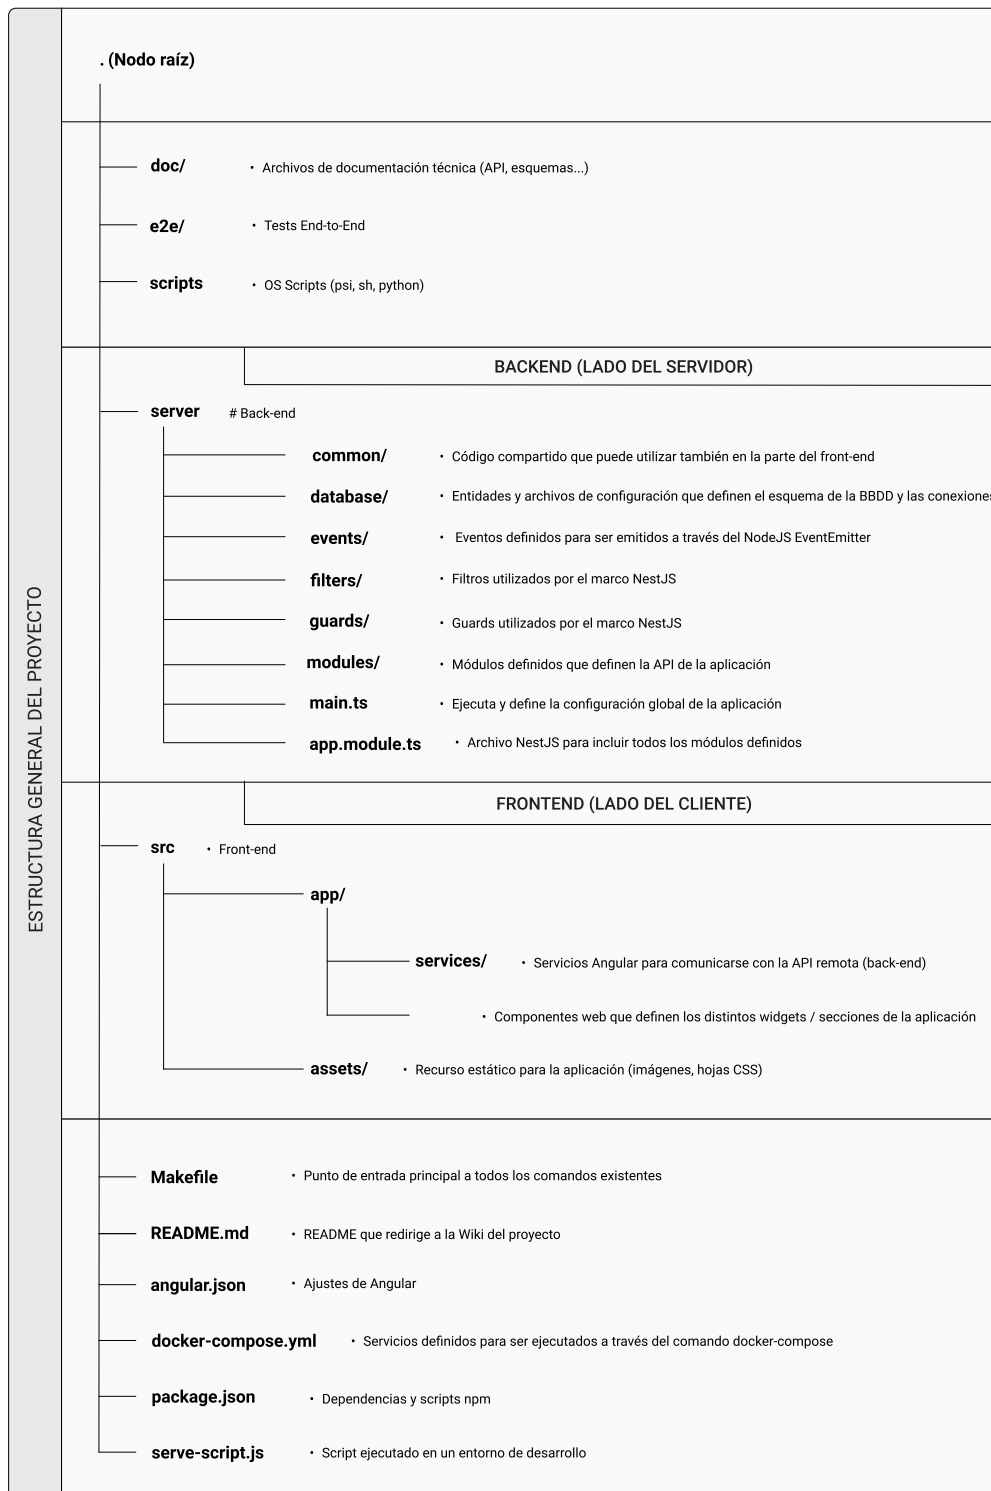 ESTRUCTURA GENERAL DEL PROYECTO
. (Nodo raíz)
doc/ • Archivos de documentación técnica (API, esquemas...)
e2e/ • Tests End-to-End
scripts • OS Scripts (psi, sh, python)
BACKEND (LADO DEL SERVIDOR)
server # Back-end
common/ • Código compartido que puede utilizar también en la parte del front-end
database/ • Entidades y archivos de configuración que definen el esquema de la BBDD y las conexiones
events/ • Eventos definidos para ser emitidos a través del NodeJS EventEmitter
filters/ • Filtros utilizados por el marco NestJS
guards/ • Guards utilizados por el marco NestJS
modules/ • Módulos definidos que definen la API de la aplicación
main.ts • Ejecuta y define la configuración global de la aplicación
app.module.ts • Archivo NestJS para incluir todos los módulos definidos
FRONTEND (LADO DEL CLIENTE)
src • Front-end
app/
services/ • Servicios Angular para comunicarse con la API remota (back-end)
• Componentes web que definen los distintos widgets / secciones de la aplicación
assets/ • Recurso estático para la aplicación (imágenes, hojas CSS)
Makefile • Punto de entrada principal a todos los comandos existentes
README.md • README que redirige a la Wiki del proyecto
angular.json • Ajustes de Angular
docker-compose.yml • Servicios definidos para ser ejecutados a través del comando docker-compose
package.json • Dependencias y scripts npm
serve-script.js • Script ejecutado en un entorno de desarrollo